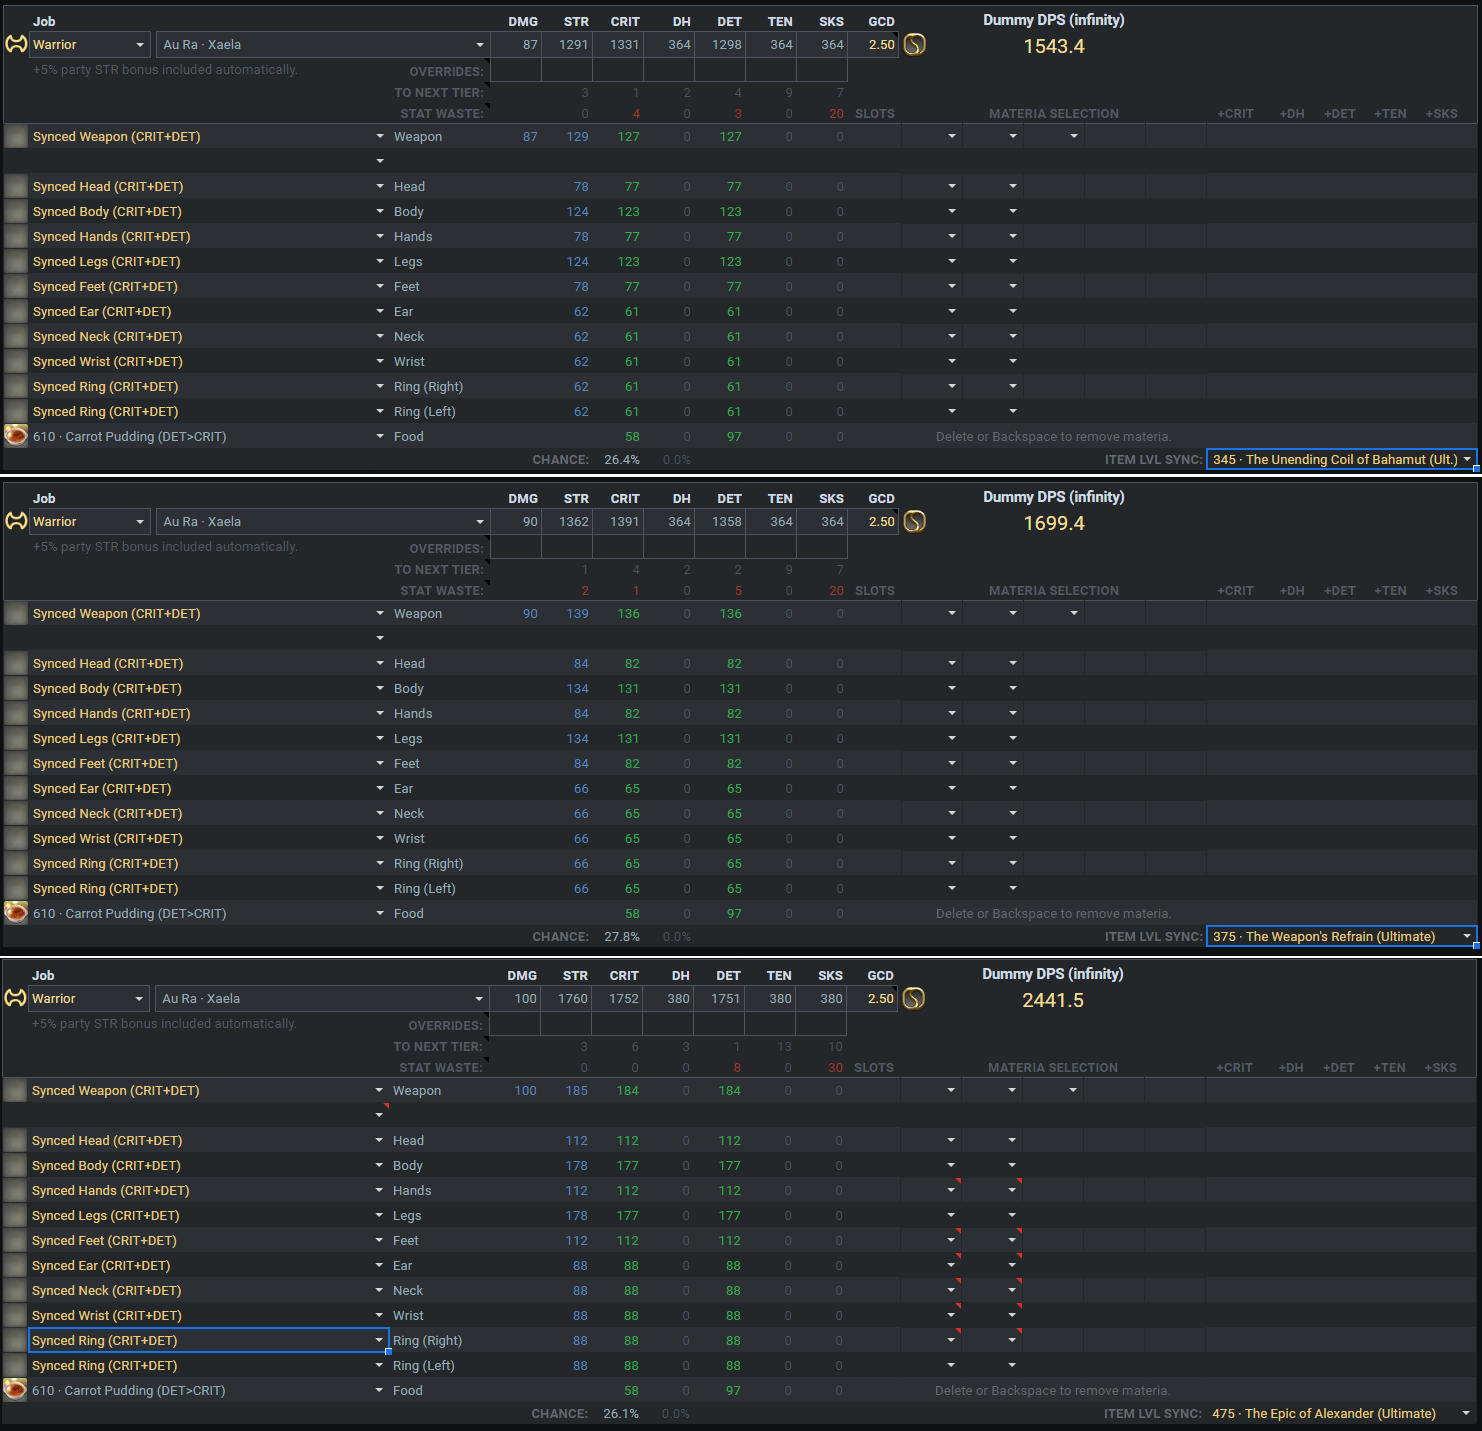 Job DMG STR CRIT DH DET TEN SKS GCD Dummy DPS (infinity)
Warrior Au Ra · Xaela 87 1291 1331 364 1298 364 364 2.50 1543.4
+5% party STR bonus included automatically. OVERRIDES:
TO NEXT TIER: 3 1 2 4 9 7
STAT WASTE: 0 4 0 3 0 20 SLOTS MATERIA SELECTION +CRIT +DH +DET +TEN +SKS
Synced Weapon (CRIT+DET) Weapon 87 129 127 0 127 0 0
Synced Head (CRIT+DET) Head 78 77 0 77 0 0
Synced Body (CRIT+DET) Body 124 123 0 123 0 0
Synced Hands (CRIT+DET) Hands 78 77 0 77 0 0
Synced Legs (CRIT+DET) Legs 124 123 0 123 0 0
Synced Feet (CRIT+DET) Feet 78 77 0 77 0 0
Synced Ear (CRIT+DET) Ear 62 61 0 61 0 0
Synced Neck (CRIT+DET) Neck 62 61 0 61 0 0
Synced Wrist (CRIT+DET) Wrist 62 61 0 61 0 0
Synced Ring (CRIT+DET) Ring (Right) 62 61 0 61 0 0
Synced Ring (CRIT+DET) Ring (Left) 62 61 0 61 0 0
610 · Carrot Pudding (DET>CRIT) Food 58 0 97 0 0 Delete or Backspace to remove materia.
CHANCE: 26.4% 0.0% ITEM LVL SYNC: 345 · The Unending Coil of Bahamut (Ult.)
Job DMG STR CRIT DH DET TEN SKS GCD Dummy DPS (infinity)
Warrior Au Ra · Xaela 90 1362 1391 364 1358 364 364 2.50 1699.4
+5% party STR bonus included automatically. OVERRIDES:
TO NEXT TIER: 1 4 2 2 9 7
STAT WASTE: 2 1 0 5 0 20 SLOTS MATERIA SELECTION +CRIT +DH +DET +TEN +SKS
Synced Weapon (CRIT+DET) Weapon 90 139 136 0 136 0 0
Synced Head (CRIT+DET) Head 84 82 0 82 0 0
Synced Body (CRIT+DET) Body 134 131 0 131 0 0
Synced Hands (CRIT+DET) Hands 84 82 0 82 0 0
Synced Legs (CRIT+DET) Legs 134 131 0 131 0 0
Synced Feet (CRIT+DET) Feet 84 82 0 82 0 0
Synced Ear (CRIT+DET) Ear 66 65 0 65 0 0
Synced Neck (CRIT+DET) Neck 66 65 0 65 0 0
Synced Wrist (CRIT+DET) Wrist 66 65 0 65 0 0
Synced Ring (CRIT+DET) Ring (Right) 66 65 0 65 0 0
Synced Ring (CRIT+DET) Ring (Left) 66 65 0 65 0 0
610 · Carrot Pudding (DET>CRIT) Food 58 0 97 0 0 Delete or Backspace to remove materia.
CHANCE: 27.8% 0.0% ITEM LVL SYNC: 375 · The Weapon's Refrain (Ultimate)
Job DMG STR CRIT DH DET TEN SKS GCD Dummy DPS (infinity)
Warrior Au Ra · Xaela 100 1760 1752 380 1751 380 380 2.50 2441.5
+5% party STR bonus included automatically. OVERRIDES:
TO NEXT TIER: 3 6 3 1 13 10
STAT WASTE: 0 0 0 8 0 30 SLOTS MATERIA SELECTION +CRIT +DH +DET +TEN +SKS
Synced Weapon (CRIT+DET) Weapon 100 185 184 0 184 0 0
Synced Head (CRIT+DET) Head 112 112 0 112 0 0
Synced Body (CRIT+DET) Body 178 177 0 177 0 0
Synced Hands (CRIT+DET) Hands 112 112 0 112 0 0
Synced Legs (CRIT+DET) Legs 178 177 0 177 0 0
Synced Feet (CRIT+DET) Feet 112 112 0 112 0 0
Synced Ear (CRIT+DET) Ear 88 88 0 88 0 0
Synced Neck (CRIT+DET) Neck 88 88 0 88 0 0
Synced Wrist (CRIT+DET) Wrist 88 88 0 88 0 0
Synced Ring (CRIT+DET) Ring (Right) 88 88 0 88 0 0
Synced Ring (CRIT+DET) Ring (Left) 88 88 0 88 0 0
610 · Carrot Pudding (DET>CRIT) Food 58 0 97 0 0 Delete or Backspace to remove materia.
CHANCE: 26.1% 0.0% ITEM LVL SYNC: 475 · The Epic of Alexander (Ultimate)